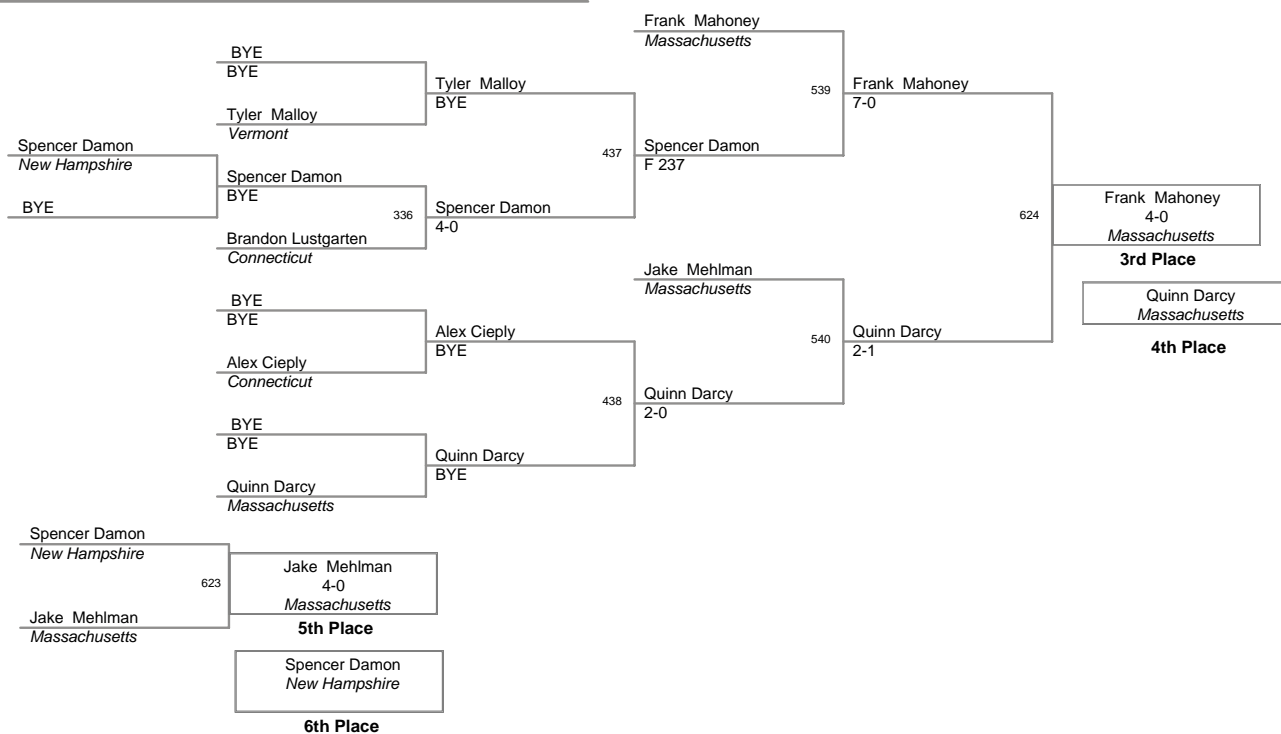 Frank Mahoney
Massachusetts
BYE
BYE
Tyler Malloy
BYE
539
Frank Mahoney
7-0
Tyler Malloy
Vermont
Spencer Damon
New Hampshire
437
Spencer Damon
F 237
Spencer Damon
BYE
BYE
336
Spencer Damon
4-0
624
Frank Mahoney
4-0
Massachusetts
3rd Place
Brandon Lustgarten
Connecticut
Jake Mehlman
Massachusetts
Quinn Darcy
Massachusetts
4th Place
BYE
BYE
Alex Cieply
BYE
540
Quinn Darcy
2-1
Alex Cieply
Connecticut
438
Quinn Darcy
2-0
BYE
BYE
Quinn Darcy
BYE
Quinn Darcy
Massachusetts
Spencer Damon
New Hampshire
623
Jake Mehlman
4-0
Massachusetts
5th Place
Jake Mehlman
Massachusetts
Spencer Damon
New Hampshire
6th Place